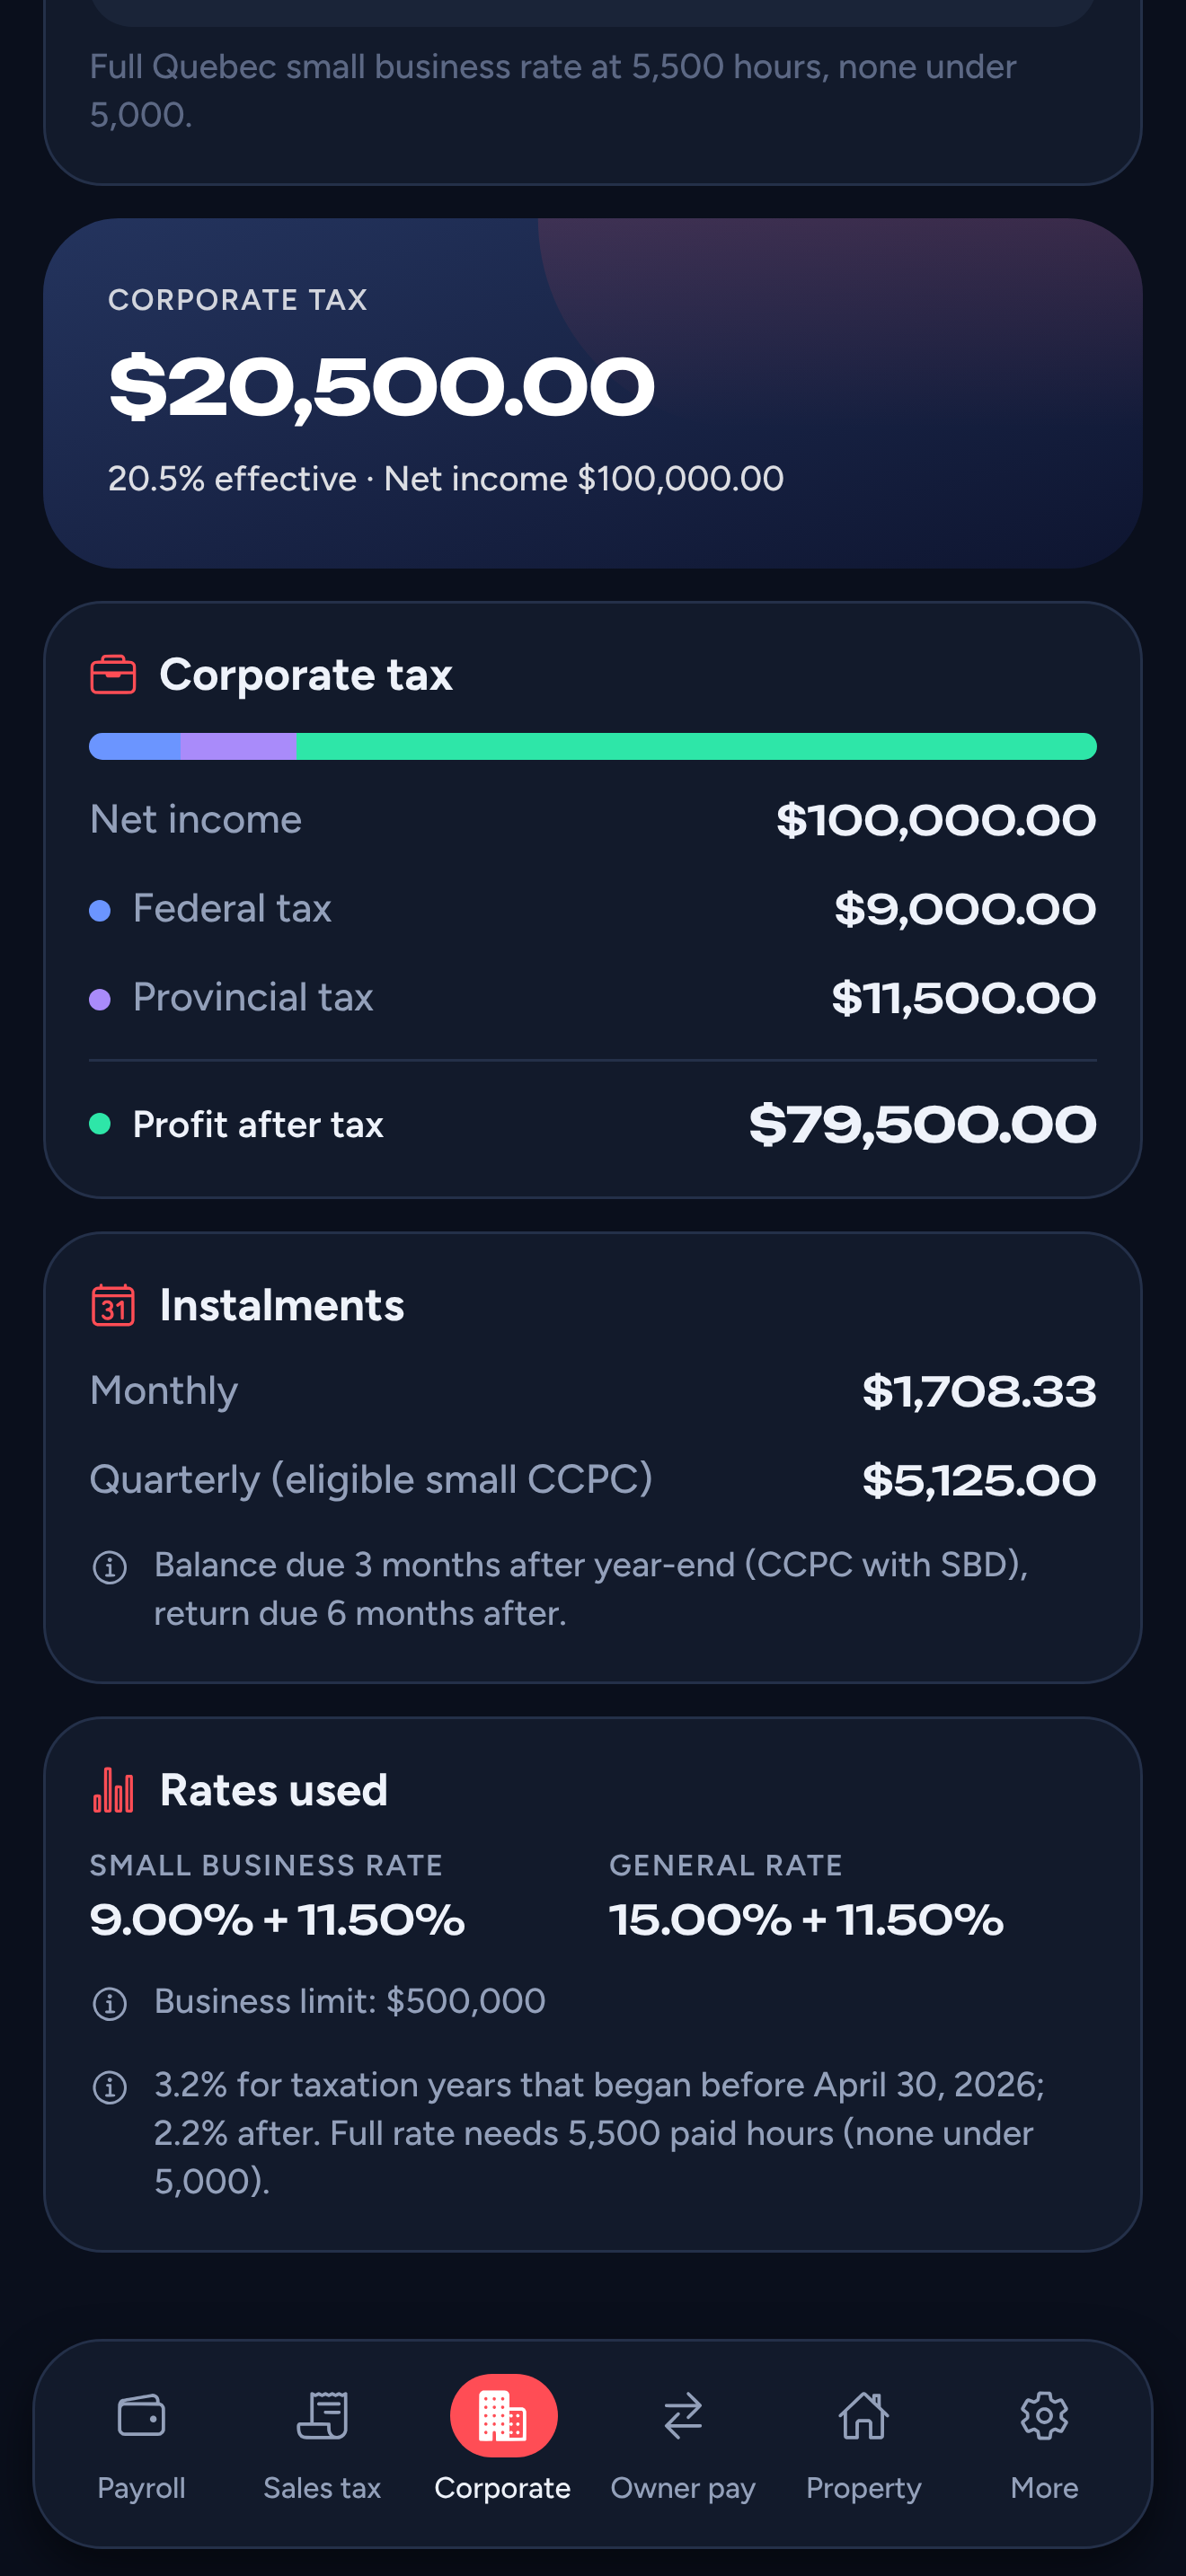 Full Quebec small business rate at 5,500 hours, none under
5,000.
CORPORATE TAX
$20,500.00
20.5% effective · Net income $100,000.00
Corporate tax
Net income $100,000.00
Federal tax $9,000.00
Provincial tax $11,500.00
Profit after tax $79,500.00
31 Instalments
Monthly $1,708.33
Quarterly (eligible small CCPC) $5,125.00
Balance due 3 months after year-end (CCPC with SBD),
return due 6 months after.
Rates used
SMALL BUSINESS RATE GENERAL RATE
9.00% + 11.50% 15.00% + 11.50%
Business limit: $500,000
3.2% for taxation years that began before April 30, 2026;
2.2% after. Full rate needs 5,500 paid hours (none under
5,000).
Payroll Sales tax Corporate Owner pay Property More